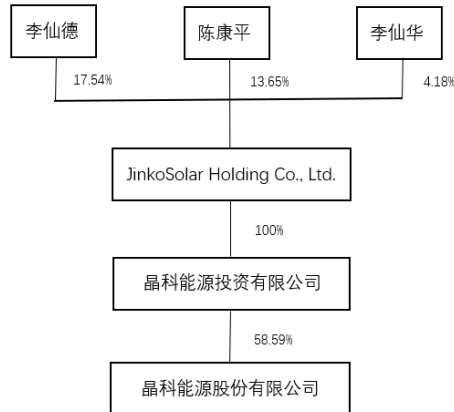 李仙德
陈康平
李仙华
17.54%
13.65%
4.18%
JinkoSolar Holding Co., Ltd.
100%
晶科能源投资有限公司
58.59%
晶科能源股份有限公司